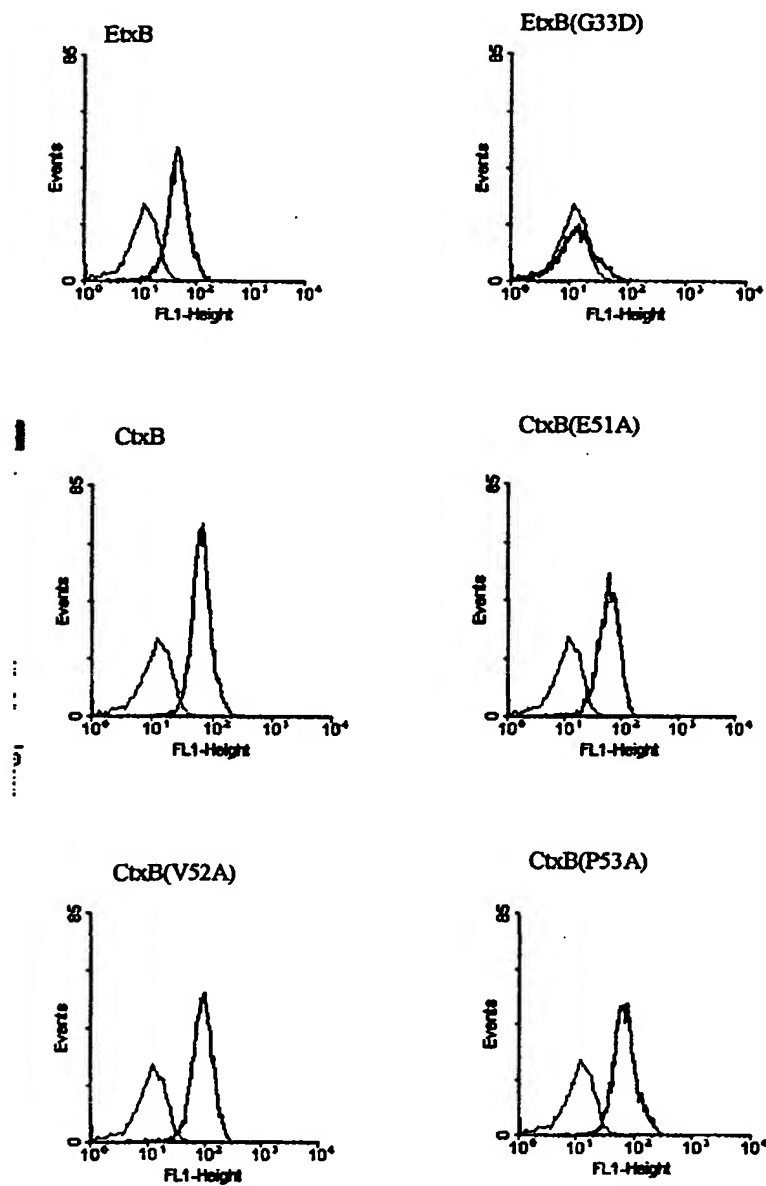 EtxB
85
Events
0
10⁰ 10¹ 10² 10³ 10⁴
FL1-Height
EtxB(G33D)
85
Events
0
10⁰ 10¹ 10² 10³ 10⁴
FL1-Height
CtxB
85
Events
0
10⁰ 10¹ 10² 10³ 10⁴
FL1-Height
CtxB(E51A)
85
Events
0
10⁰ 10¹ 10² 10³ 10⁴
FL1-Height
CtxB(V52A)
85
Events
0
10⁰ 10¹ 10² 10³ 10⁴
FL1-Height
CtxB(P53A)
85
Events
0
10⁰ 10¹ 10² 10³ 10⁴
FL1-Height